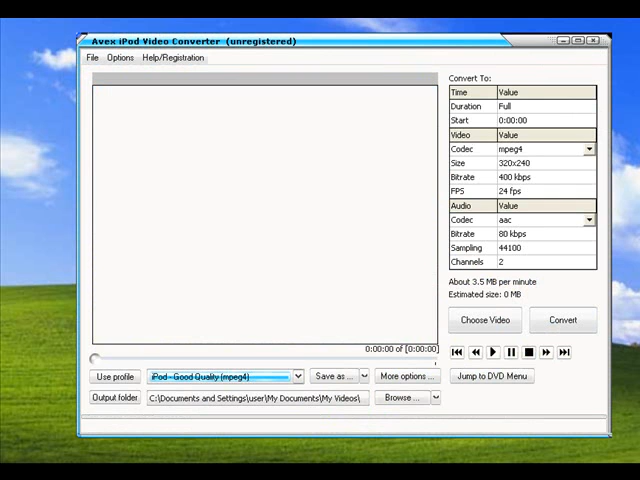 Avex iPod Video Converter (unregistered)
File Options Help/Registration
Convert To:
Time Value
Duration Full
Start 0:00:00
Video Value
Codec mpeg4
Size 320x240
Bitrate 400 kbps
FPS 24 fps
Audio Value
Codec aac
Bitrate 80 kbps
Sampling 44100
Channels 2
About 3.5 MB per minute
Estimated size: 0 MB
Choose Video Convert
0:00:00 of [0:00:00]
Use profile iPod - Good Quality (mpeg4) Save as ... More options ... Jump to DVD Menu
Output folder C:\Documents and Settings\user\My Documents\My Videos\ Browse ...